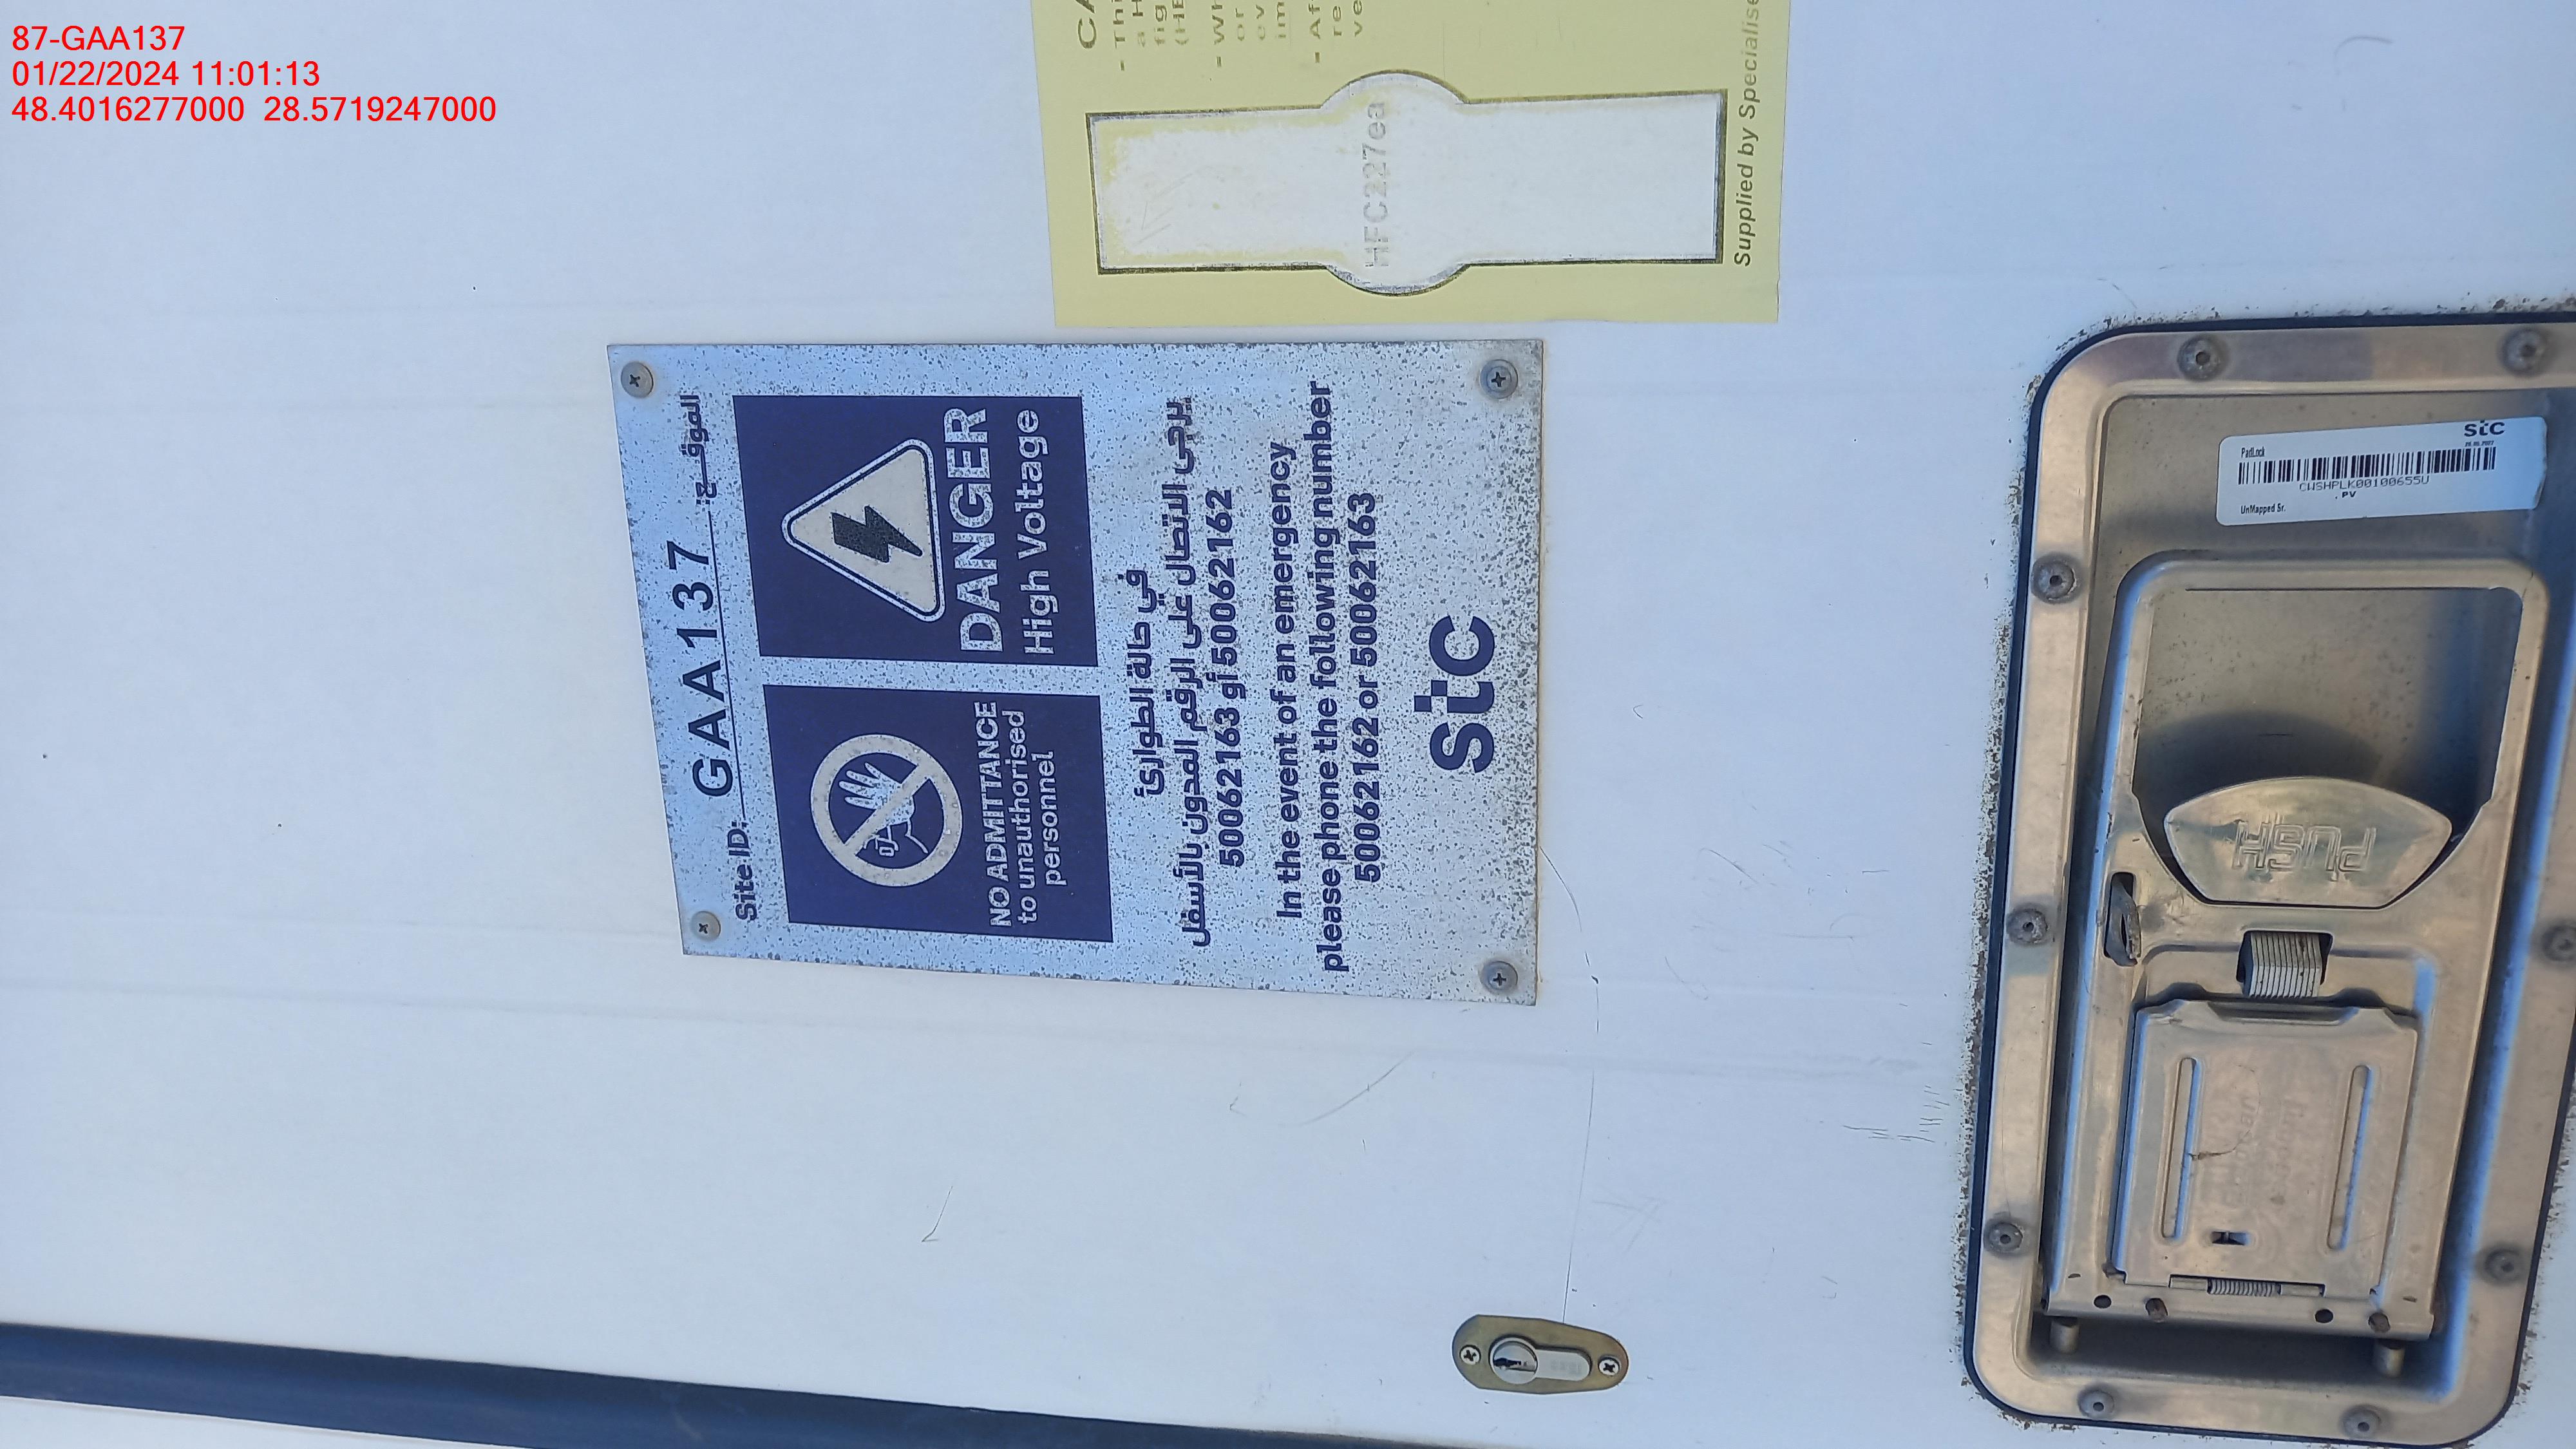 87-GAA137
01/22/2024 11:01:13
48.4016277000 28.5719247000
Supplied by Specialise
HFC227ea
Site ID: GAA137 الموقع:
NO ADMITTANCE
to unauthorised
personnel
DANGER
High Voltage
في حالة الطوارئ
يرجى الاتصال على الرقم المدون بالأسفل
50062163 أو 50062162
In the event of an emergency
please phone the following number
50062162 or 50062163
stc
stc
PadLock
CWSHPLK00100655U
PV
UnMapped Sr.
PUSH